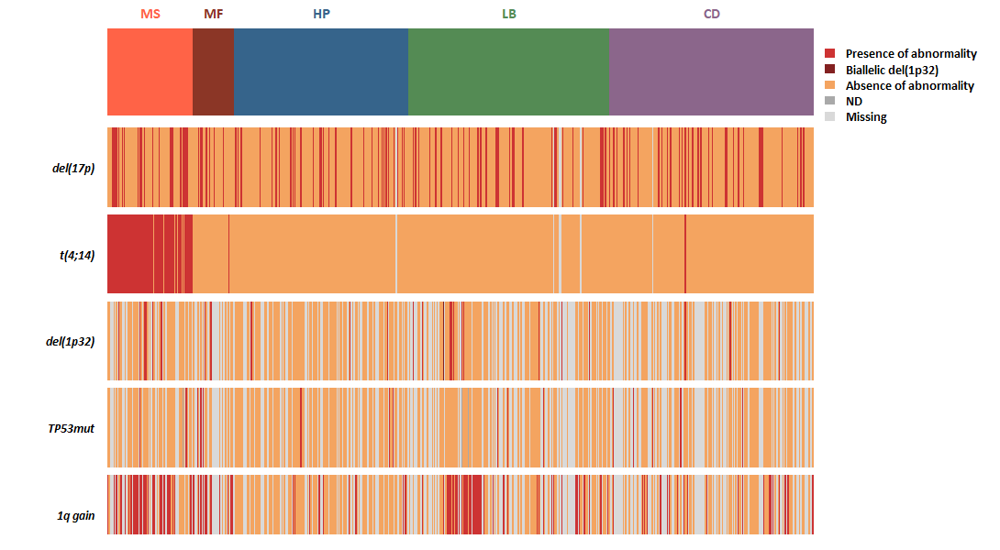 MS MF HP LB CD
Presence of abnormality
Biallelic del(1p32)
Absence of abnormality
ND
Missing
del(17p)
t(4;14)
del(1p32)
TP53mut
1q gain